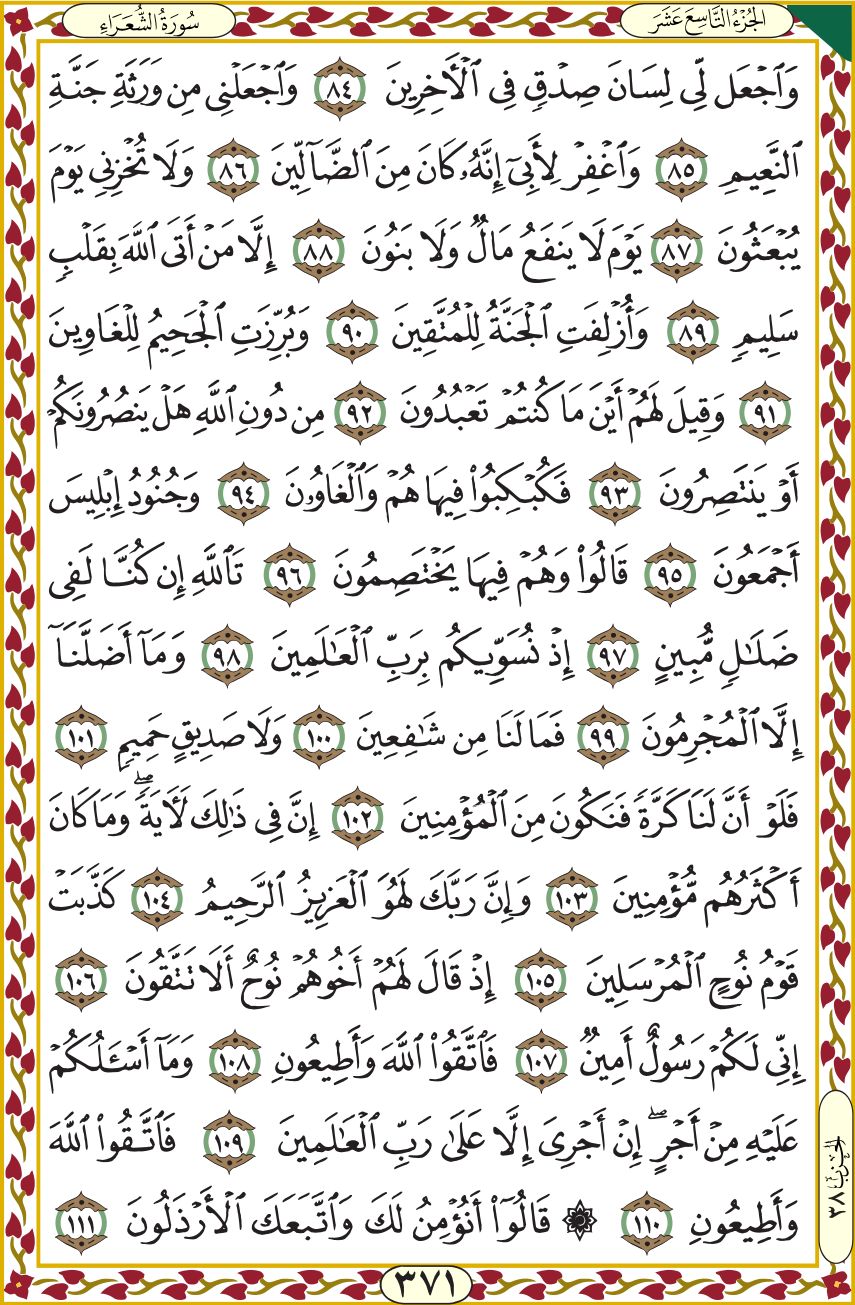 الجُزْءُ التَّاسِعَ عَشَرَ
سُورَةُ الشُّعَرَاءِ
وَٱجۡعَل لِّي لِسَانَ صِدۡقٖ فِي ٱلۡأٓخِرِينَ ٨٤ وَٱجۡعَلۡنِي مِن وَرَثَةِ جَنَّةِ
ٱلنَّعِيمِ ٨٥ وَٱغۡفِرۡ لِأَبِيٓ إِنَّهُۥ كَانَ مِنَ ٱلضَّآلِّينَ ٨٦ وَلَا تُخۡزِنِي يَوۡمَ
يُبۡعَثُونَ ٨٧ يَوۡمَ لَا يَنفَعُ مَالٞ وَلَا بَنُونَ ٨٨ إِلَّا مَنۡ أَتَى ٱللَّهَ بِقَلۡبٖ
سَلِيمٖ ٨٩ وَأُزۡلِفَتِ ٱلۡجَنَّةُ لِلۡمُتَّقِينَ ٩٠ وَبُرِّزَتِ ٱلۡجَحِيمُ لِلۡغَاوِينَ
٩١ وَقِيلَ لَهُمۡ أَيۡنَ مَا كُنتُمۡ تَعۡبُدُونَ ٩٢ مِن دُونِ ٱللَّهِ هَلۡ يَنصُرُونَكُمۡ
أَوۡ يَنتَصِرُونَ ٩٣ فَكُبۡكِبُواْ فِيهَا هُمۡ وَٱلۡغَاوُۥنَ ٩٤ وَجُنُودُ إِبۡلِيسَ
أَجۡمَعُونَ ٩٥ قَالُواْ وَهُمۡ فِيهَا يَخۡتَصِمُونَ ٩٦ تَٱللَّهِ إِن كُنَّا لَفِي
ضَلَٰلٖ مُّبِينٍ ٩٧ إِذۡ نُسَوِّيكُم بِرَبِّ ٱلۡعَٰلَمِينَ ٩٨ وَمَآ أَضَلَّنَآ
إِلَّا ٱلۡمُجۡرِمُونَ ٩٩ فَمَا لَنَا مِن شَٰفِعِينَ ١٠٠ وَلَا صَدِيقٍ حَمِيمٖ ١٠١
فَلَوۡ أَنَّ لَنَا كَرَّةٗ فَنَكُونَ مِنَ ٱلۡمُؤۡمِنِينَ ١٠٢ إِنَّ فِي ذَٰلِكَ لَأٓيَةٗۖ وَمَا كَانَ
أَكۡثَرُهُم مُّؤۡمِنِينَ ١٠٣ وَإِنَّ رَبَّكَ لَهُوَ ٱلۡعَزِيزُ ٱلرَّحِيمُ ١٠٤ كَذَّبَتۡ
قَوۡمُ نُوحٍ ٱلۡمُرۡسَلِينَ ١٠٥ إِذۡ قَالَ لَهُمۡ أَخُوهُمۡ نُوحٌ أَلَا تَتَّقُونَ ١٠٦
إِنِّي لَكُمۡ رَسُولٌ أَمِينٞ ١٠٧ فَٱتَّقُواْ ٱللَّهَ وَأَطِيعُونِ ١٠٨ وَمَآ أَسۡـَٔلُكُمۡ
عَلَيۡهِ مِنۡ أَجۡرٍۖ إِنۡ أَجۡرِيَ إِلَّا عَلَىٰ رَبِّ ٱلۡعَٰلَمِينَ ١٠٩ فَٱتَّقُواْ ٱللَّهَ
وَأَطِيعُونِ ١١٠ ۞ قَالُوٓاْ أَنُؤۡمِنُ لَكَ وَٱتَّبَعَكَ ٱلۡأَرۡذَلُونَ ١١١
الحِزْبُ ٣٨
٣٧١